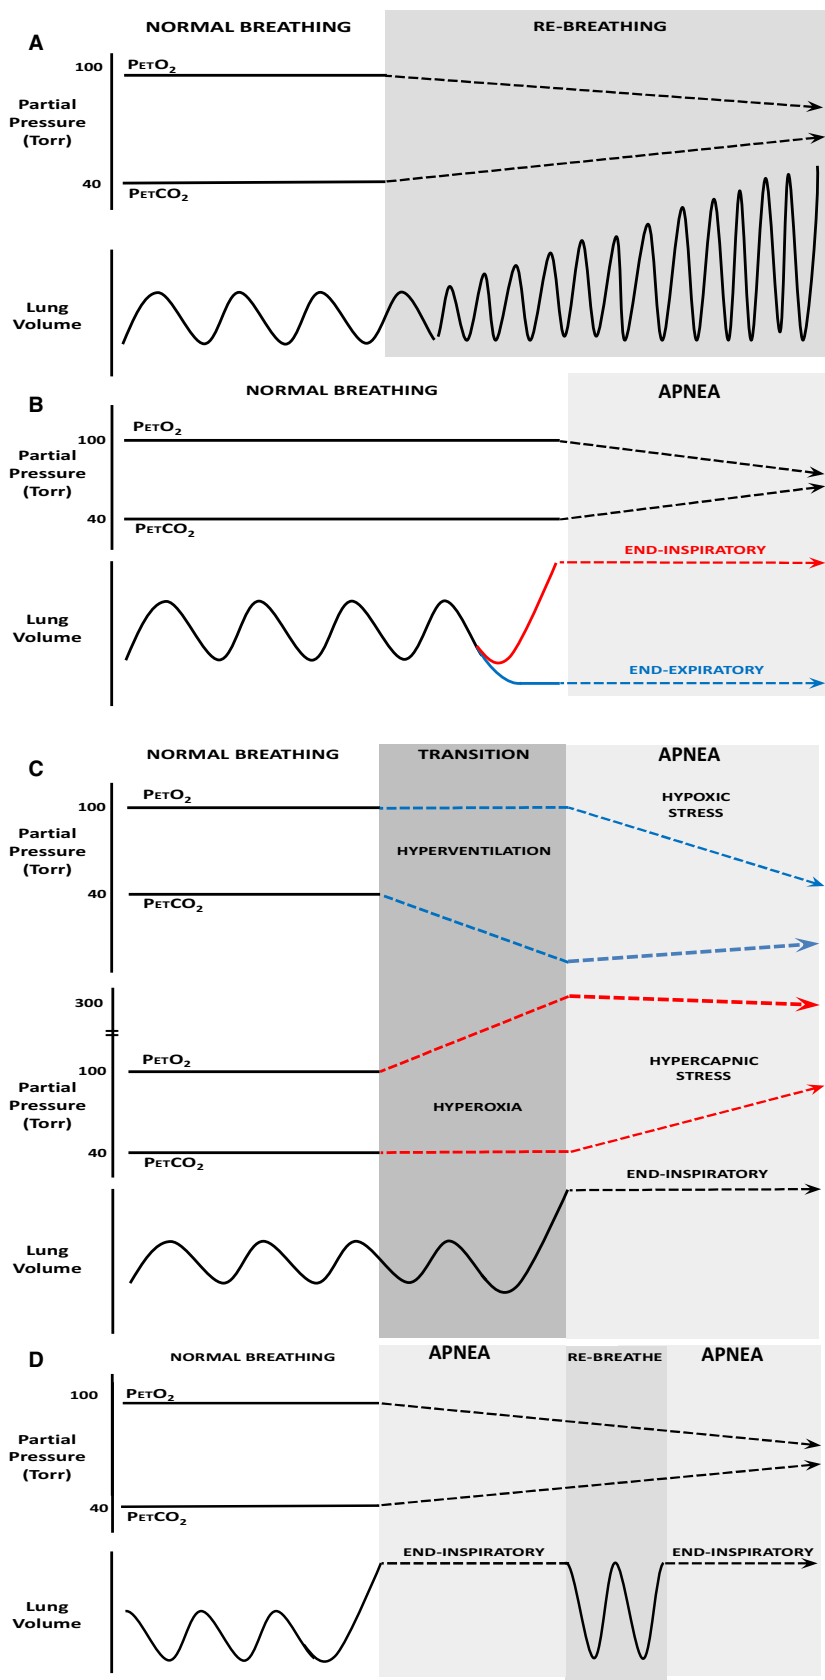 A
NORMAL BREATHING
RE-BREATHING
100
PETO2
Partial
Pressure
(Torr)
40
PETCO2
Lung
Volume
B
NORMAL BREATHING
APNEA
100
PETO2
Partial
Pressure
(Torr)
40
PETCO2
END-INSPIRATORY
Lung
Volume
END-EXPIRATORY
C
NORMAL BREATHING
TRANSITION
APNEA
100
PETO2
HYPOXIC
STRESS
Partial
Pressure
(Torr)
HYPERVENTILATION
40
PETCO2
300
100
PETO2
HYPERCAPNIC
STRESS
Partial
Pressure
(Torr)
HYPEROXIA
40
PETCO2
END-INSPIRATORY
Lung
Volume
D
NORMAL BREATHING
APNEA
RE-BREATHE
APNEA
100
PETO2
Partial
Pressure
(Torr)
40
PETCO2
END-INSPIRATORY
END-INSPIRATORY
Lung
Volume